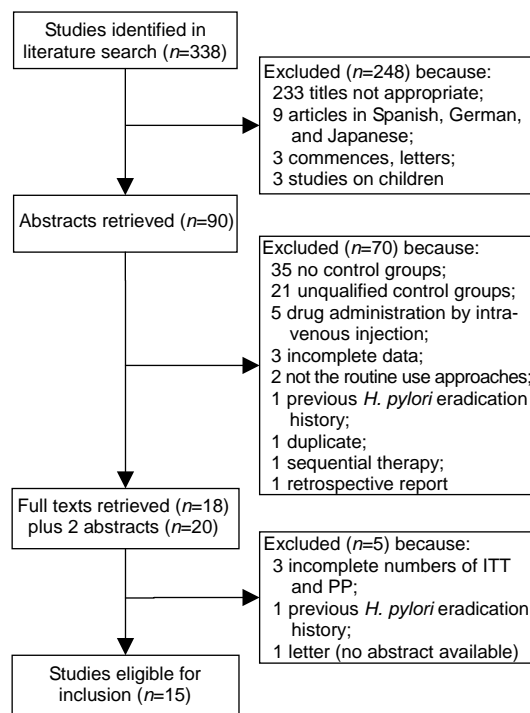 Studies identified in
literature search (n=338)
Excluded (n=248) because:
233 titles not appropriate;
9 articles in Spanish, German,
and Japanese;
3 commences, letters;
3 studies on children
Abstracts retrieved (n=90)
Excluded (n=70) because:
35 no control groups;
21 unqualified control groups;
5 drug administration by intra-
venous injection;
3 incomplete data;
2 not the routine use approaches;
1 previous H. pylori eradication
history;
1 duplicate;
1 sequential therapy;
1 retrospective report
Full texts retrieved (n=18)
plus 2 abstracts (n=20)
Excluded (n=5) because:
3 incomplete numbers of ITT
and PP;
1 previous H. pylori eradication
history;
1 letter (no abstract available)
Studies eligible for
inclusion (n=15)